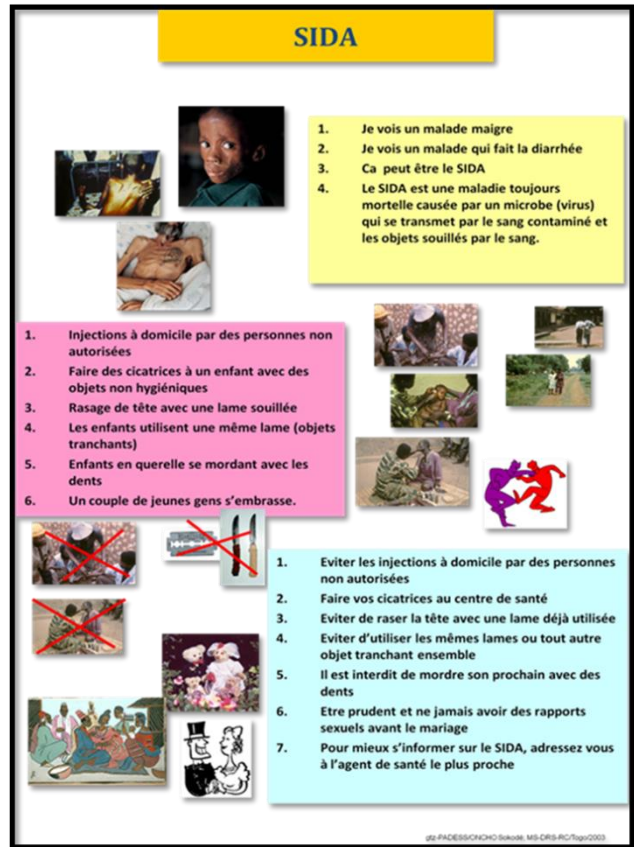 SIDA
1. Je vois un malade maigre
2. Je vois un malade qui fait la diarrhée
3. Ca peut être le SIDA
4. Le SIDA est une maladie toujours
mortelle causée par un microbe (virus)
qui se transmet par le sang contaminé et
les objets souillés par le sang.
1. Injections à domicile par des personnes non
autorisées
2. Faire des cicatrices à un enfant avec des
objets non hygiéniques
3. Rasage de tête avec une lame souillée
4. Les enfants utilisent une même lame (objets
tranchants)
5. Enfants en querelle se mordant avec les
dents
6. Un couple de jeunes gens s’embrasse.
1. Eviter les injections à domicile par des personnes
non autorisées
2. Faire vos cicatrices au centre de santé
3. Eviter de raser la tête avec une lame déjà utilisée
4. Eviter d’utiliser les mêmes lames ou tout autre
objet tranchant ensemble
5. Il est interdit de mordre son prochain avec des
dents
6. Etre prudent et ne jamais avoir des rapports
sexuels avant le mariage
7. Pour mieux s’informer sur le SIDA, adressez vous
à l’agent de santé le plus proche
gtz-PADESS/ONCHO Sokodé, MS-DRS-RC/Togo/2003